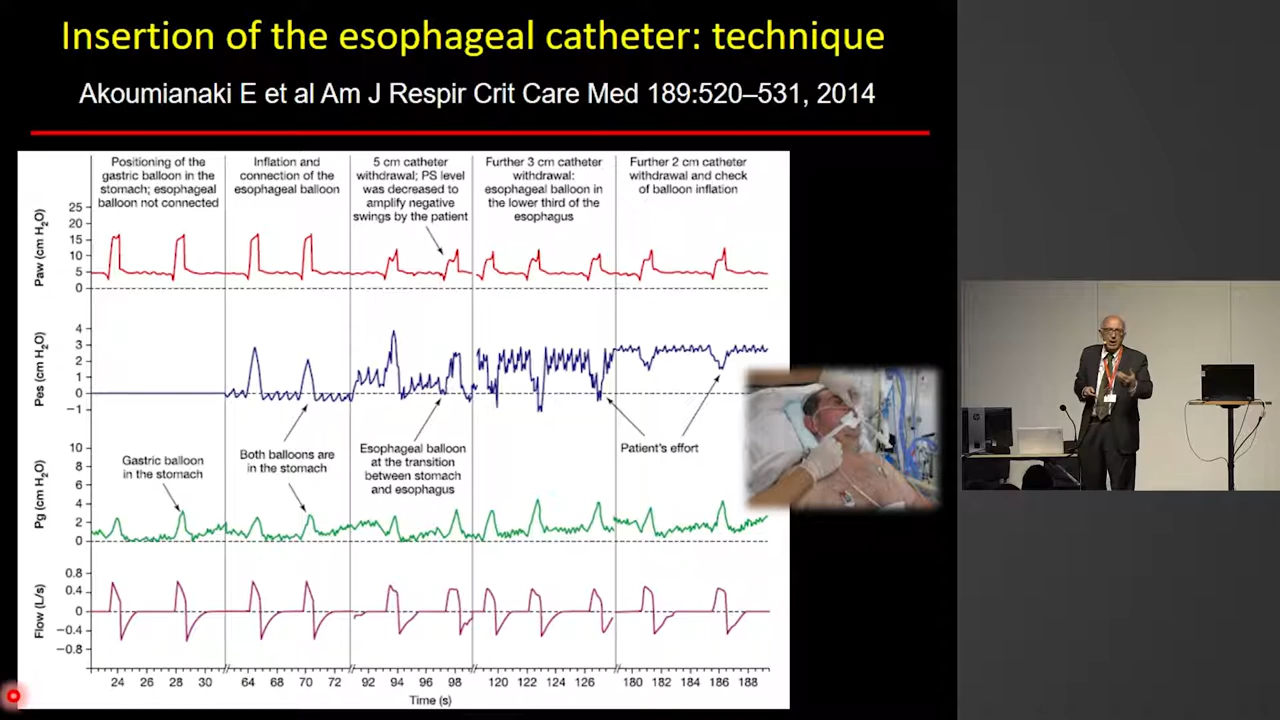 Insertion of the esophageal catheter: technique
Akoumianaki E et al Am J Respir Crit Care Med 189:520–531, 2014
Positioning of the
gastric balloon in the
stomach; esophageal
balloon not connected
Inflation and
connection of the
esophageal balloon
5 cm catheter
withdrawal; PS level
was decreased to
amplify negative
swings by the patient
Further 3 cm catheter
withdrawal:
esophageal balloon in
the lower third of the
esophagus
Further 2 cm catheter
withdrawal and check
of balloon inflation
Paw (cm H₂O)
25
20
15
10
5
0
Pes (cm H₂O)
4
3
2
1
0
−1
Both balloons are
in the stomach
Esophageal balloon
at the transition
between stomach
and esophagus
Patient's effort
Pg (cm H₂O)
10
8
6
4
2
0
Gastric balloon
in the stomach
Flow (L/s)
0.8
0.4
0
−0.4
−0.8
24 26 28 30 64 68 70 72 92 94 96 98 120 124 126 180 182 184 186 188
Time (s)